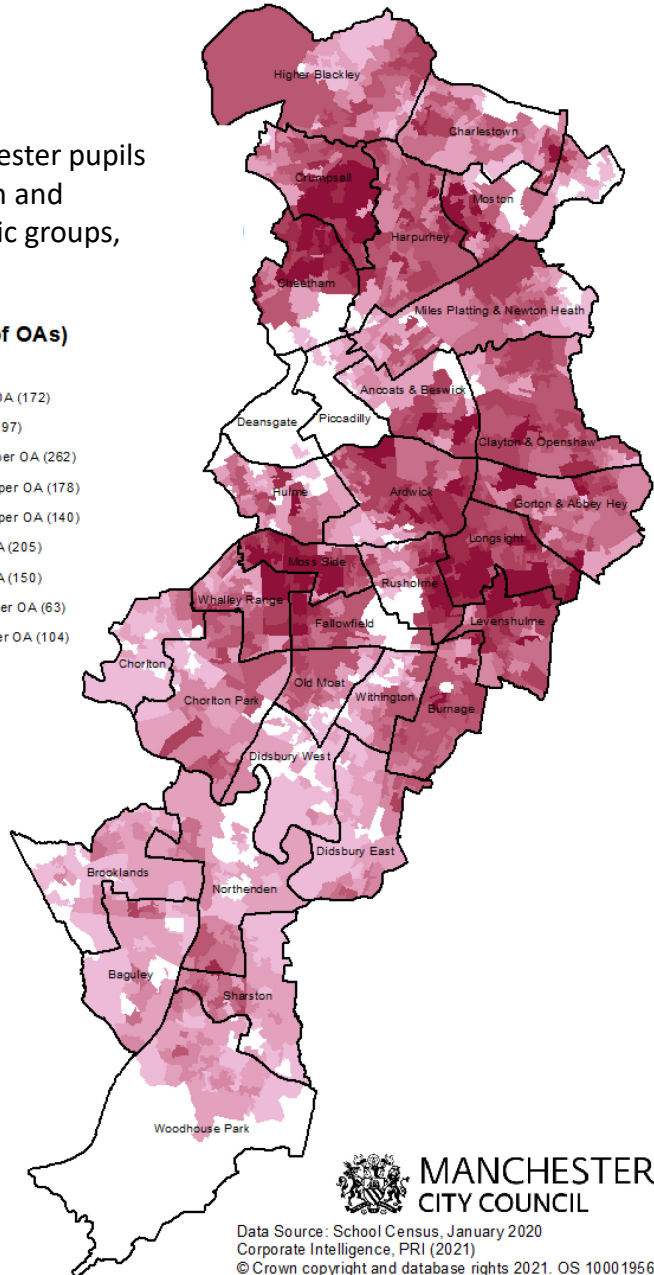 ester pupils
n and
ic groups,
of OAs)
OA (172)
97)
per OA (262)
per OA (178)
per OA (140)
A (205)
A (150)
er OA (63)
er OA (104)
Higher Blackley
Charlestown
Crumpsall
Moston
Harpurhey
Cheetham
Miles Platting & Newton Heath
Ancoats & Beswick
Piccadilly
Deansgate
Clayton & Openshaw
Hulme
Ardwick
Gorton & Abbey Hey
Longsight
Moss Side
Rusholme
Whalley Range
Fallowfield
Levenshulme
Chorlton
Old Moat
Withington
Chorlton Park
Burnage
Didsbury West
Didsbury East
Brooklands
Northenden
Baguley
Sharston
Woodhouse Park
MANCHESTER
CITY COUNCIL
Data Source: School Census, January 2020
Corporate Intelligence, PRI (2021)
© Crown copyright and database rights 2021. OS 10001956